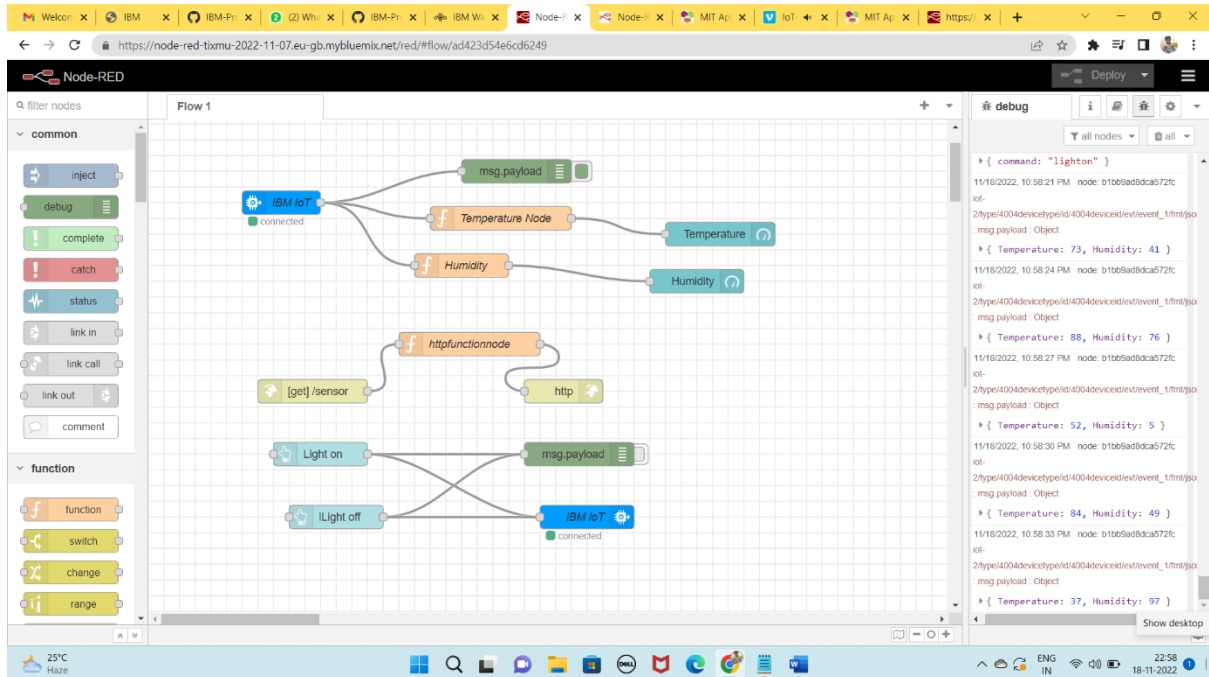 Welcom
IBM
IBM-Pr
(2) Wha
IBM-Pr
IBM W
Node-R
Node-R
MIT Ap
IoT-
MIT Ap
https:/
https://node-red-tixmu-2022-11-07.eu-gb.mybluemix.net/red/#flow/ad423d54e6cd6249
Node-RED
Deploy
filter nodes
Flow 1
debug
i
common
all nodes
all
inject
debug
complete
catch
status
link in
link call
link out
comment
function
function
switch
change
range
msg.payload
IBM IoT
connected
Temperature Node
Temperature
Humidity
Humidity
httpfunctionnode
[get] /sensor
http
Light on
msg.payload
lLight off
IBM IoT
connected
{ command: "lighton" }
11/18/2022, 10:58:21 PM node: b1bb9ad8dca572fc
iot-
2/type/4004devicetype/id/4004deviceid/evt/event_1/fmt/jso
: msg.payload : Object
{ Temperature: 73, Humidity: 41 }
11/18/2022, 10:58:24 PM node: b1bb9ad8dca572fc
iot-
2/type/4004devicetype/id/4004deviceid/evt/event_1/fmt/jso
: msg.payload : Object
{ Temperature: 88, Humidity: 76 }
11/18/2022, 10:58:27 PM node: b1bb9ad8dca572fc
iot-
2/type/4004devicetype/id/4004deviceid/evt/event_1/fmt/jso
: msg.payload : Object
{ Temperature: 52, Humidity: 5 }
11/18/2022, 10:58:30 PM node: b1bb9ad8dca572fc
iot-
2/type/4004devicetype/id/4004deviceid/evt/event_1/fmt/jso
: msg.payload : Object
{ Temperature: 84, Humidity: 49 }
11/18/2022, 10:58:33 PM node: b1bb9ad8dca572fc
iot-
2/type/4004devicetype/id/4004deviceid/evt/event_1/fmt/jso
: msg.payload : Object
{ Temperature: 37, Humidity: 97 }
Show desktop
25°C
Haze
DELL
ENG
IN
22:58
18-11-2022
1